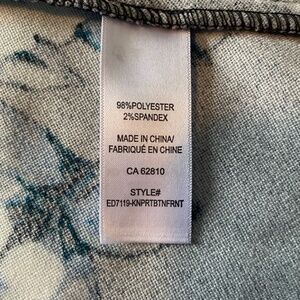 98%POLYESTER
2%SPANDEX
MADE IN CHINA/
FABRIQUÉ EN CHINE
CA 62810
STYLE#
ED7119-KNPRTBTNFRNT